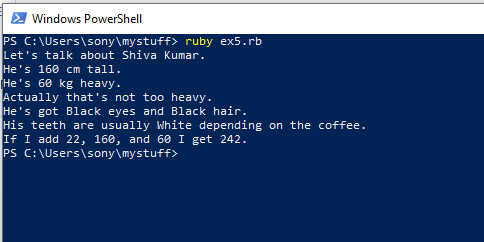 Windows PowerShell
PS C:\Users\sony\mystuff> ruby ex5.rb
Let's talk about Shiva Kumar.
He's 160 cm tall.
He's 60 kg heavy.
Actually that's not too heavy.
He's got Black eyes and Black hair.
His teeth are usually White depending on the coffee.
If I add 22, 160, and 60 I get 242.
PS C:\Users\sony\mystuff>